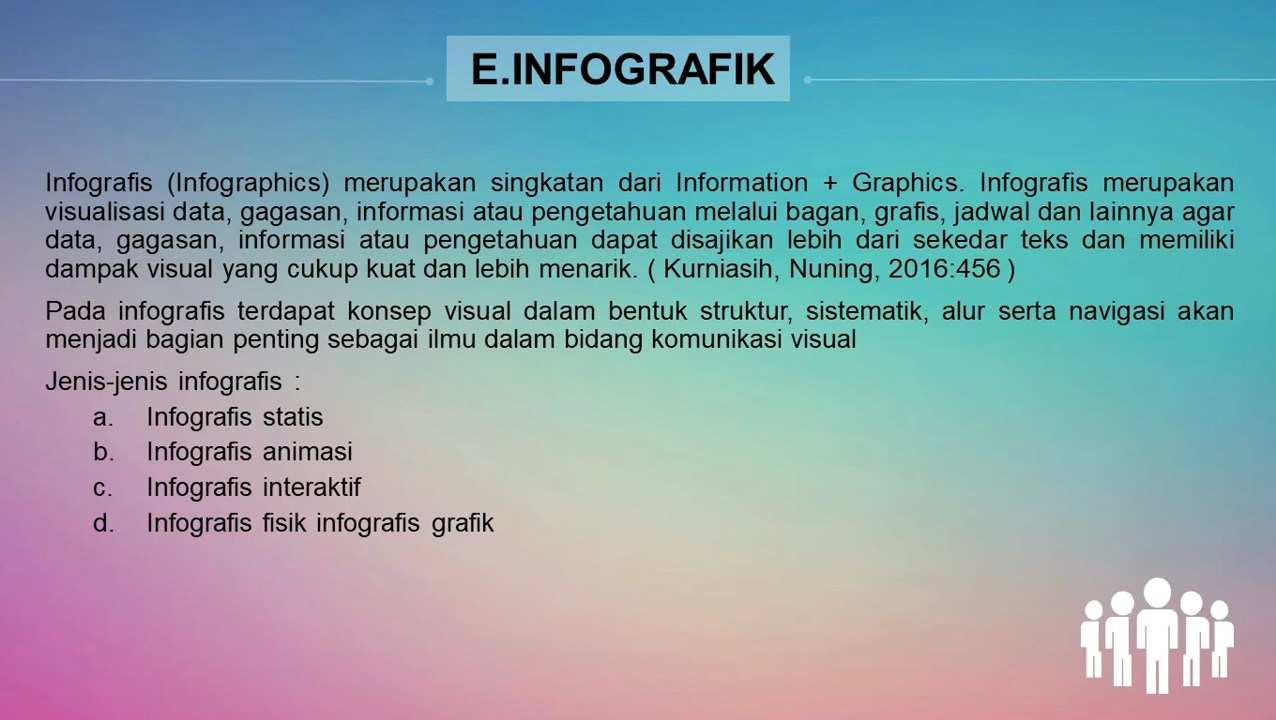 E.INFOGRAFIK
Infografis (Infographics) merupakan singkatan dari Information + Graphics. Infografis merupakan
visualisasi data, gagasan, informasi atau pengetahuan melalui bagan, grafis, jadwal dan lainnya agar
data, gagasan, informasi atau pengetahuan dapat disajikan lebih dari sekedar teks dan memiliki
dampak visual yang cukup kuat dan lebih menarik. ( Kurniasih, Nuning, 2016:456 )
Pada infografis terdapat konsep visual dalam bentuk struktur, sistematik, alur serta navigasi akan
menjadi bagian penting sebagai ilmu dalam bidang komunikasi visual
Jenis-jenis infografis :
a. Infografis statis
b. Infografis animasi
c. Infografis interaktif
d. Infografis fisik infografis grafik